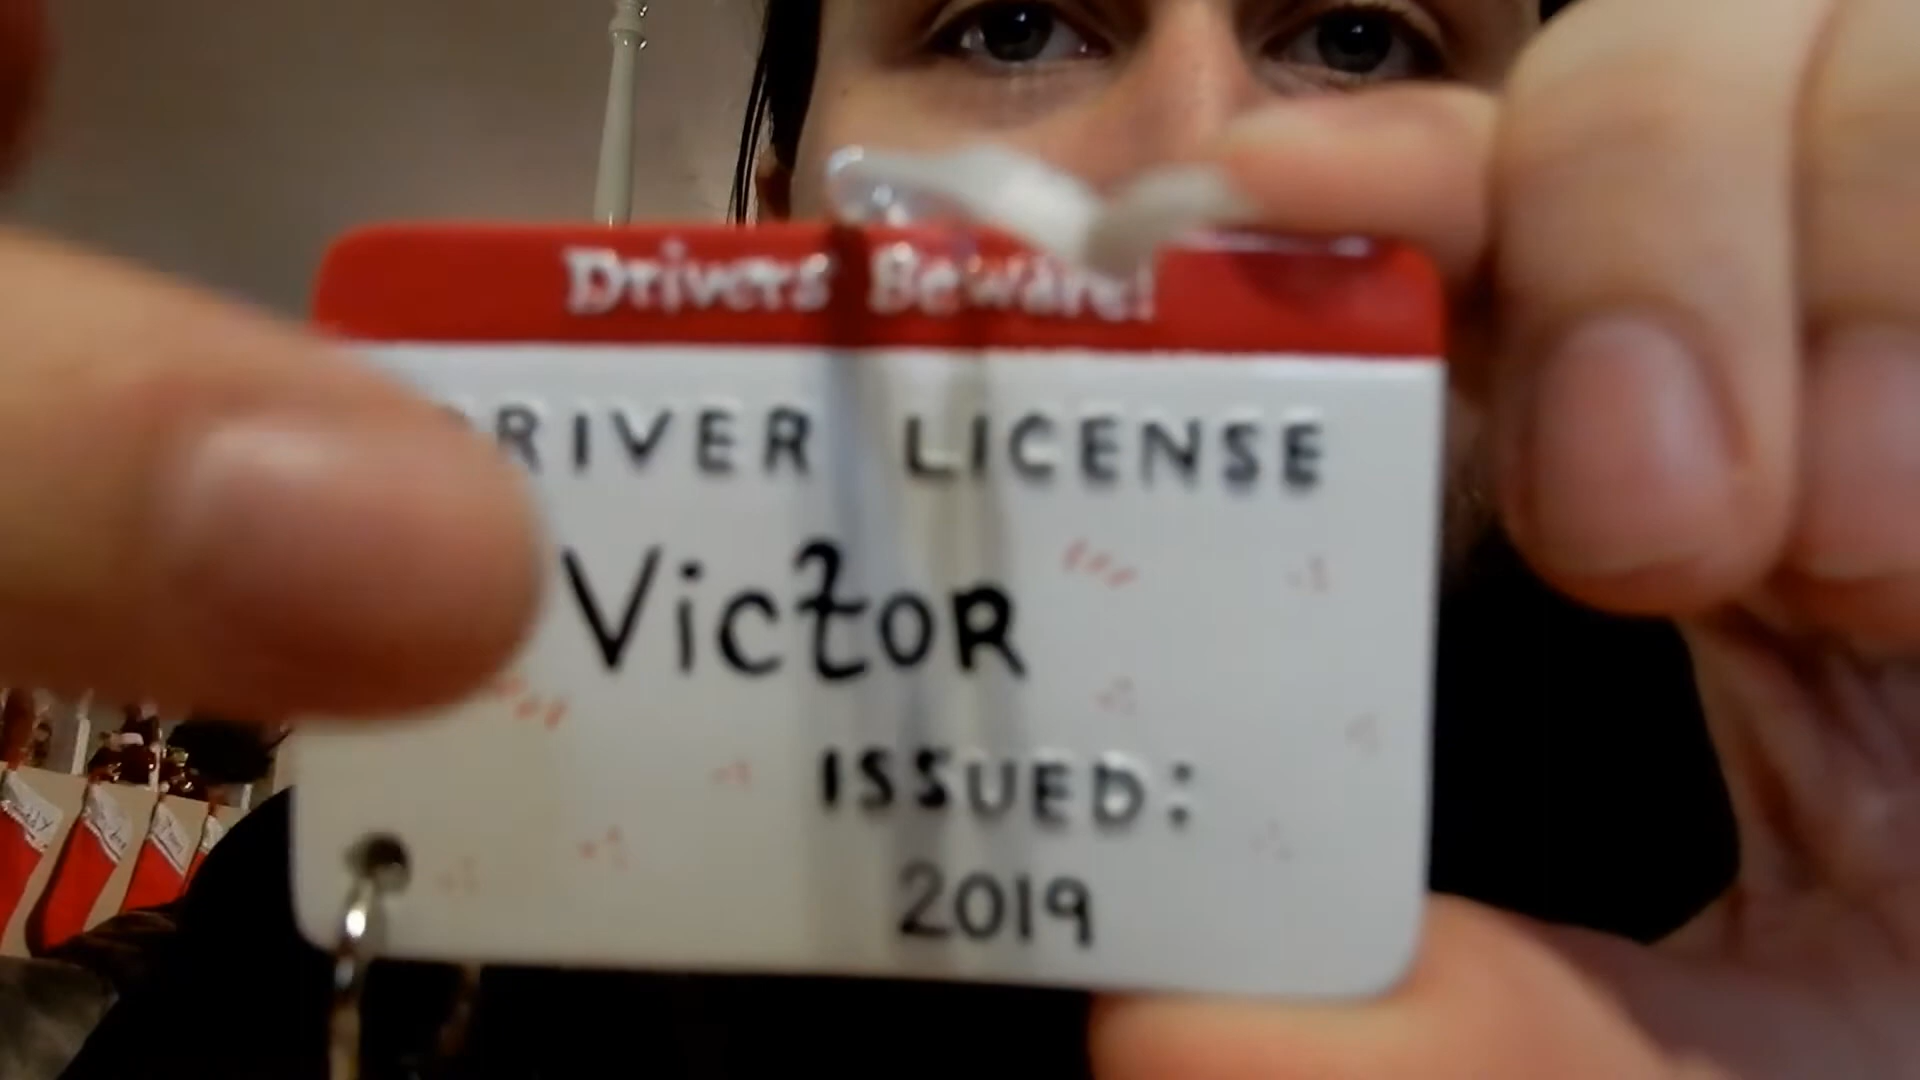 Drivers Beware!
RIVER LICENSE
VictoR
ISSUED:
2019